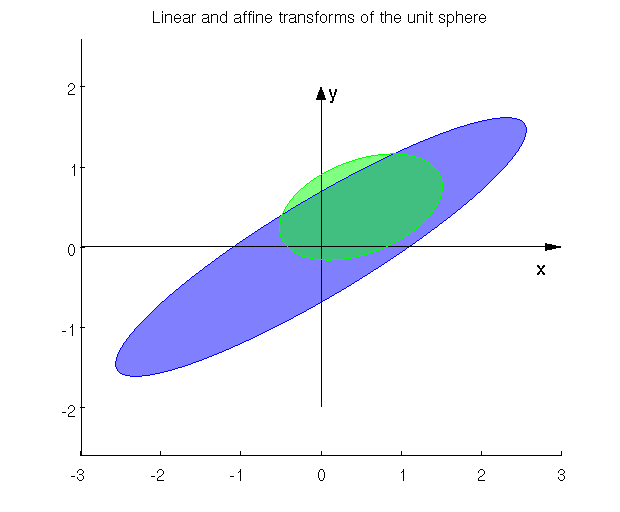 Linear and affine transforms of the unit sphere
2
y
1
0
x
-1
-2
-3 -2 -1 0 1 2 3